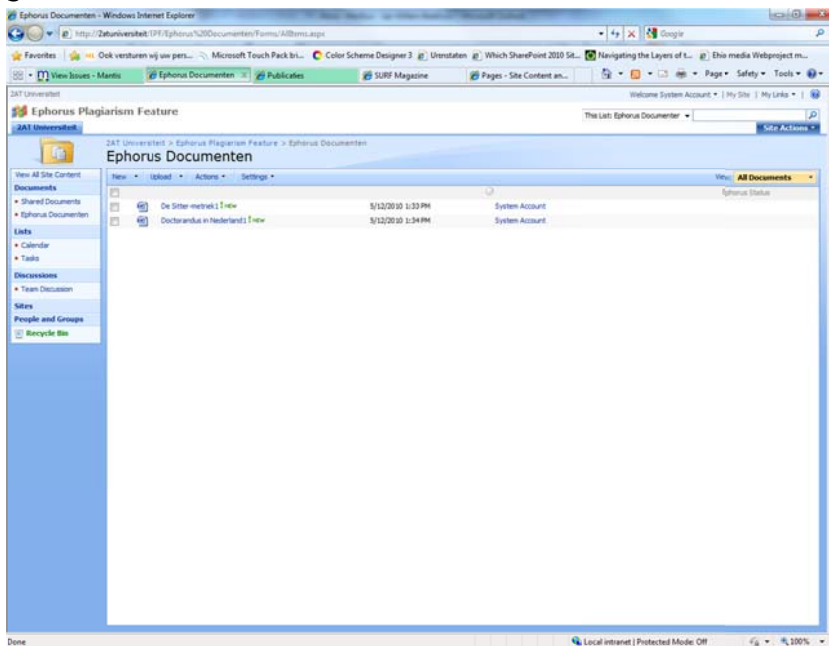 Ephorus Documenten - Windows Internet Explorer
http://2atuniversiteit/IPF/Ephorus%20Documenten/Forms/AllItems.aspx
Google
Favorites
Ook versturen wij uw pers...
Microsoft Touch Pack bri...
Color Scheme Designer 3
Urenstaten
Which SharePoint 2010 Sit...
Navigating the Layers of t...
Ehio media Webproject m...
View Issues - Mantis
Ephorus Documenten
Publicaties
SURF Magazine
Pages - Site Content an...
Page
Safety
Tools
2AT Universiteit
Welcome System Account
My Site
My Links
Ephorus Plagiarism Feature
This List: Ephorus Documenten
2AT Universiteit
Site Actions
2AT Universiteit > Ephorus Plagiarism Feature > Ephorus Documenten
Ephorus Documenten
View All Site Content
New
Upload
Actions
Settings
View:
All Documents
Documents
Shared Documents
Ephorus Documenten
Lists
Calendar
Tasks
Discussions
Team Discussion
Sites
People and Groups
Recycle Bin
Ephorus Status
De Sitter-metriek1 NEW 5/12/2010 1:33 PM System Account
Doctorandus in Nederland1 NEW 5/12/2010 1:34 PM System Account
Done
Local intranet | Protected Mode: Off
100%